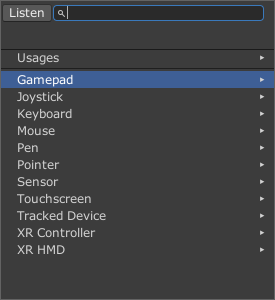 Listen
Usages
Gamepad
Joystick
Keyboard
Mouse
Pen
Pointer
Sensor
Touchscreen
Tracked Device
XR Controller
XR HMD